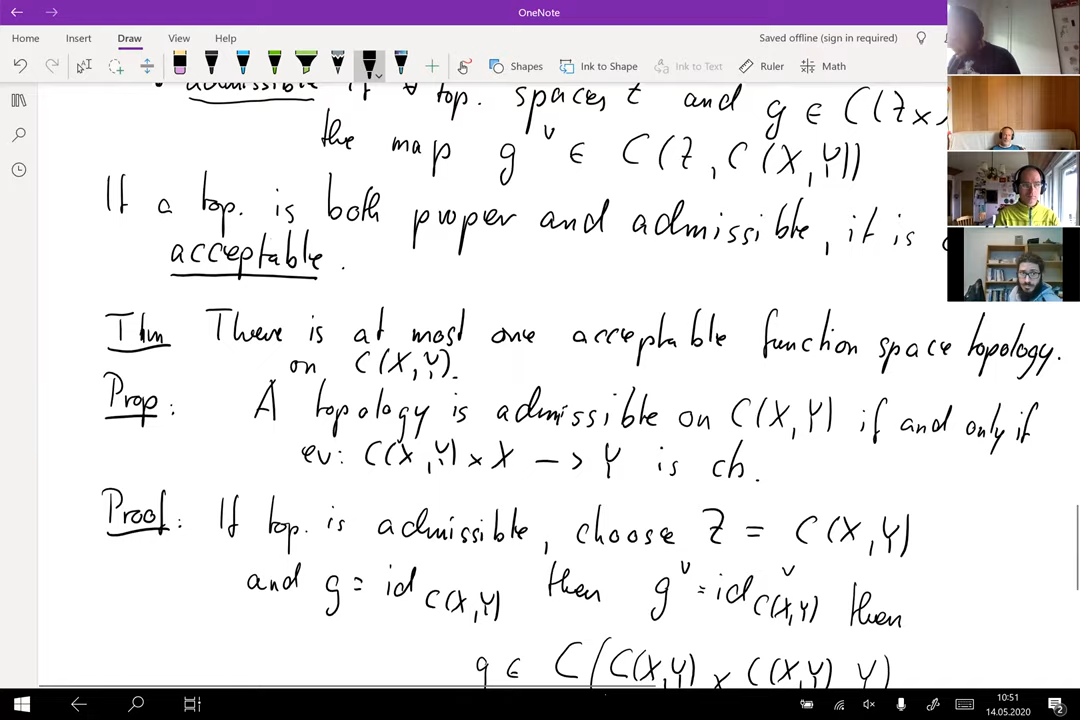 OneNote
Home Insert Draw View Help
Saved offline (sign in required)
Shapes Ink to Shape Ink to Text Ruler Math
admissible if ∀ top. spaces Z and g ∈ C(Z×
the map g^∨ ∈ C(Z, C(X,Y))
If a top. is both proper and admissible, it is
acceptable.
Thm There is at most one acceptable function space topology.
on C(X,Y).
Prop: A topology is admissible on C(X,Y) if and only if
ev: C(X,Y) × X -> Y is cts.
Proof: If top. is admissible, choose Z = C(X,Y)
and g = id C(X,Y) then g^∨ = id^∨ C(X,Y) then
g ∈ C(C(X,Y) × C(X,Y) Y)
10:51
14.05.2020
2